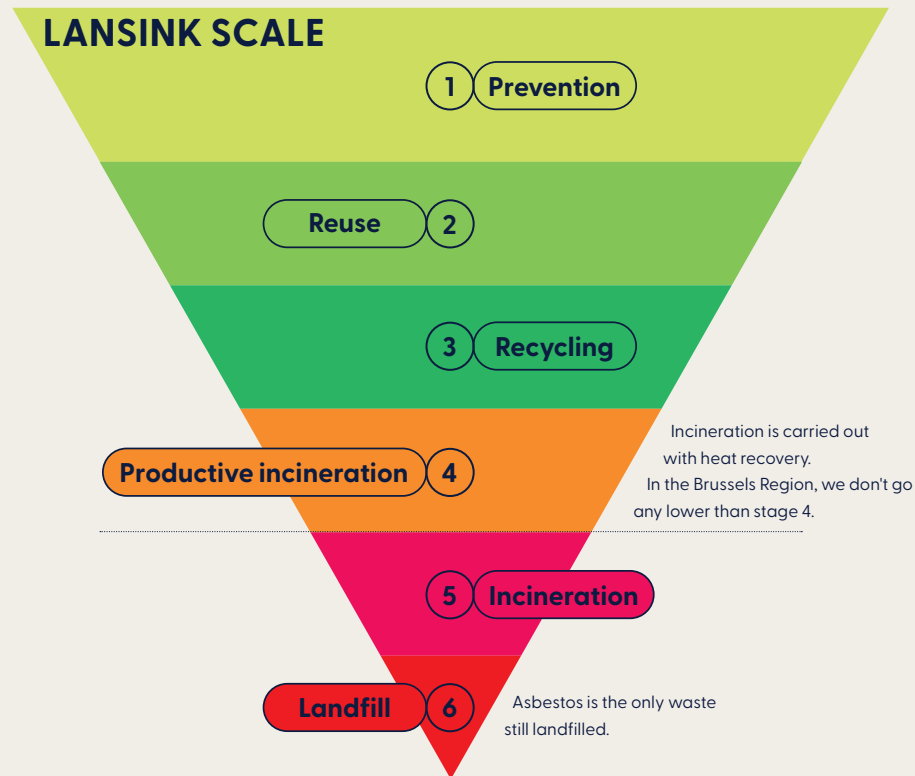 LANSINK SCALE
1 Prevention
Reuse 2
3 Recycling
Productive incineration 4
Incineration is carried out
with heat recovery.
In the Brussels Region, we don't go
any lower than stage 4.
5 Incineration
Landfill 6
Asbestos is the only waste
still landfilled.